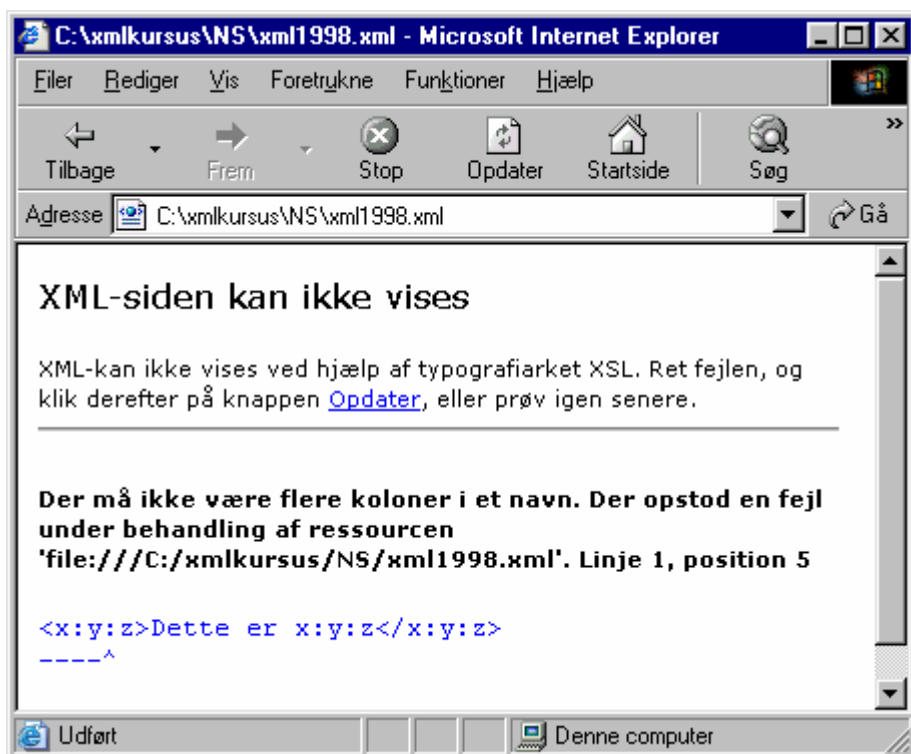 C:\xmlkursus\NS\xml1998.xml - Microsoft Internet Explorer
Filer Rediger Vis Foretrukne Funktioner Hjælp
Tilbage Frem Stop Opdater Startside Søg »
Adresse C:\xmlkursus\NS\xml1998.xml Gå
XML-siden kan ikke vises
XML-kan ikke vises ved hjælp af typografiarket XSL. Ret fejlen, og
klik derefter på knappen Opdater, eller prøv igen senere.
Der må ikke være flere koloner i et navn. Der opstod en fejl
under behandling af ressourcen
'file:///C:/xmlkursus/NS/xml1998.xml'. Linje 1, position 5
<x:y:z>Dette er x:y:z</x:y:z>
----^
Udført Denne computer